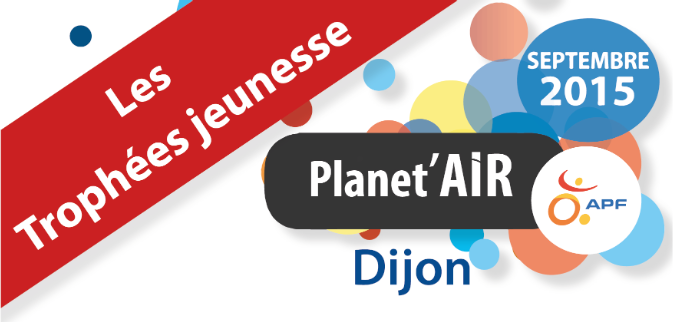 Les
Trophées jeunesse
SEPTEMBRE
2015
Planet'AiR
APF
Dijon